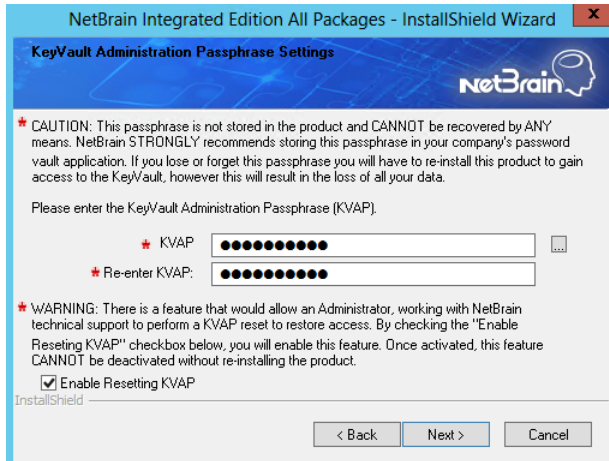 NetBrain Integrated Edition All Packages - InstallShield Wizard x
KeyVault Administration Passphrase Settings
NetBrain
* CAUTION: This passphrase is not stored in the product and CANNOT be recovered by ANY
means. NetBrain STRONGLY recommends storing this passphrase in your company's password
vault application. If you lose or forget this passphrase you will have to re-install this product to gain
access to the KeyVault, however this will result in the loss of all your data.
Please enter the KeyVault Administration Passphrase (KVAP).
* KVAP ●●●●●●●●●● ...
* Re-enter KVAP: ●●●●●●●●●●
* WARNING: There is a feature that would allow an Administrator, working with NetBrain
technical support to perform a KVAP reset to restore access. By checking the "Enable
Reseting KVAP" checkbox below, you will enable this feature. Once activated, this feature
CANNOT be deactivated without re-installing the product.
Enable Resetting KVAP
InstallShield
< Back Next > Cancel